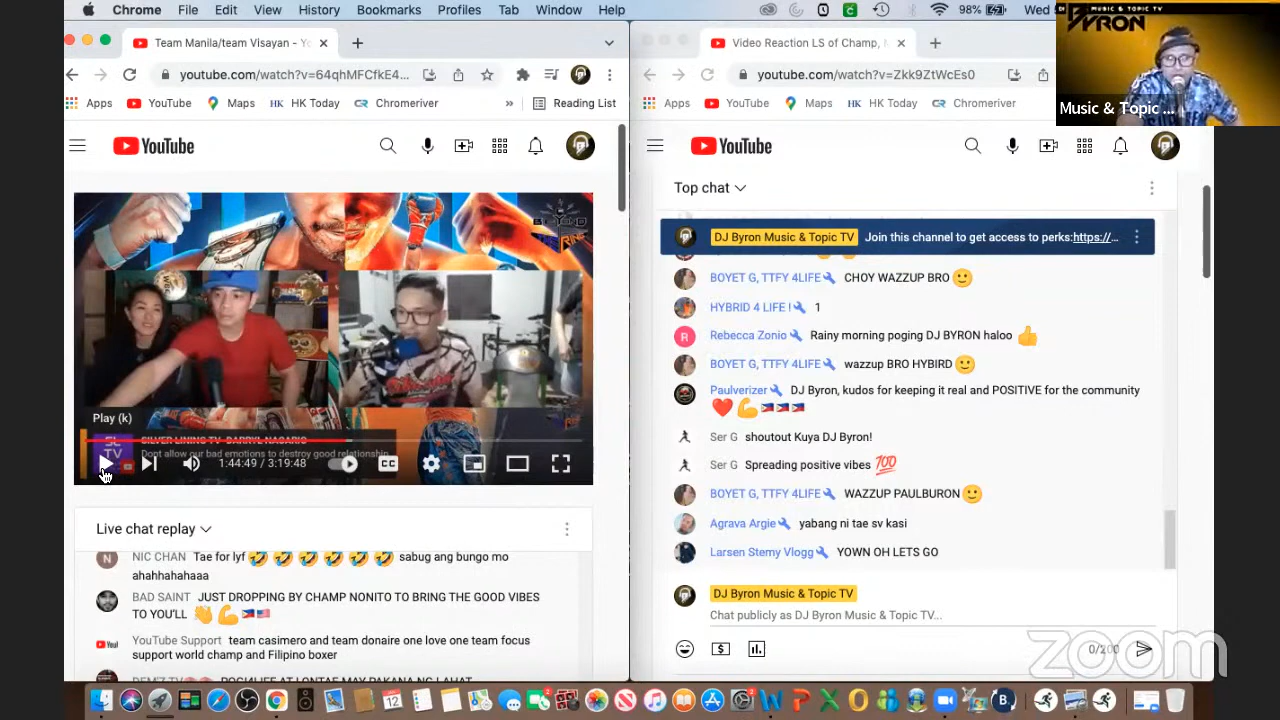 Chrome File Edit View History Bookmarks Profiles Tab Window Help
98%
Wed
MUSIC & TOPIC TV
BYRON
Music & Topic ...
Team Manila/team Visayan - Yo
youtube.com/watch?v=64qhMFCfkE4...
Apps YouTube Maps HK HK Today CR Chromeriver » Reading List
YouTube
BEYOND
THE RING
Play (k)
SILVER LINING TV- DARRYL NAGARIO
Dont allow our bad emotions to destroy good relationship
SL
TV
1:44:49 / 3:19:48
CC
Live chat replay
N NIC CHAN Tae for lyf 🤣🤣🤣🤣🤣🤣 sabug ang bungo mo
ahahhahahaaa
BAD SAINT JUST DROPPING BY CHAMP NONITO TO BRING THE GOOD VIBES
TO YOU'LL 👋💪🇵🇭🇺🇸
YouTube Support team casimero and team donaire one love one team focus
support world champ and Filipino boxer
Video Reaction LS of Champ,
youtube.com/watch?v=Zkk9ZtWcEs0
Apps YouTube Maps HK HK Today CR Chromeriver
YouTube
Top chat
DJ Byron Music & Topic TV Join this channel to get access to perks:https://...
BOYET G, TTFY 4LIFE CHOY WAZZUP BRO 🙂
HYBRID 4 LIFE ! 1
R Rebecca Zonio Rainy morning poging DJ BYRON haloo 👍
BOYET G, TTFY 4LIFE wazzup BRO HYBIRD 🙂
Paulverizer DJ Byron, kudos for keeping it real and POSITIVE for the community
❤️💪🇵🇭🇵🇭🇵🇭
Ser G shoutout Kuya DJ Byron!
Ser G Spreading positive vibes 💯
BOYET G, TTFY 4LIFE WAZZUP PAULBURON 🙂
Agrava Argie yabang ni tae sv kasi
Larsen Stemy Vlogg YOWN OH LETS GO
DJ Byron Music & Topic TV
Chat publicly as DJ Byron Music & Topic TV...
0/200
zoom
12